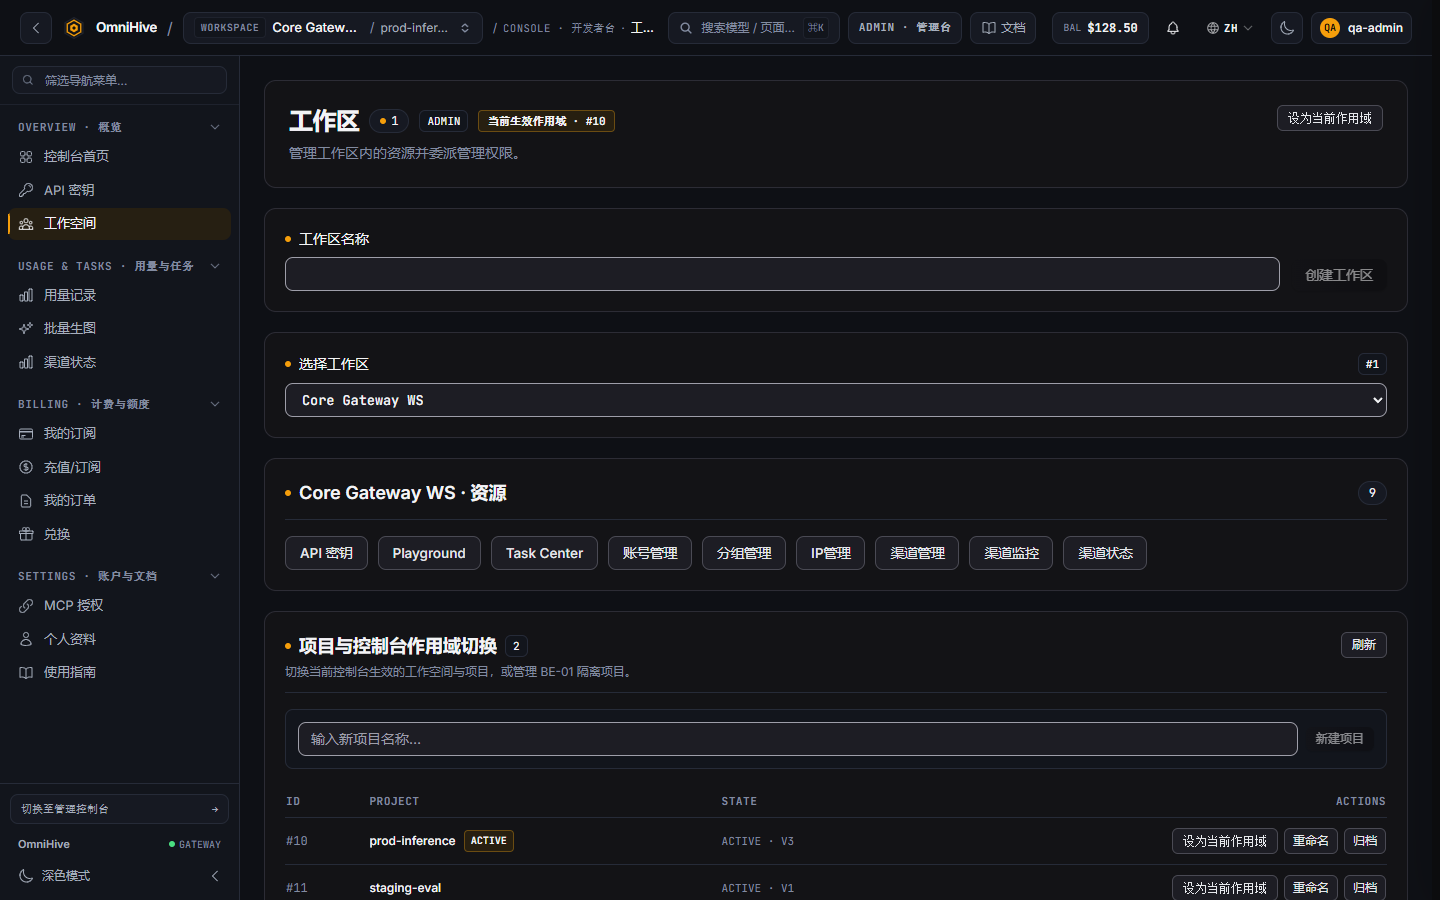 OmniHive / WORKSPACE Core Gatew... / prod-infer... / CONSOLE · 开发者台 · 工... 搜索模型 / 页面... ⌘K ADMIN · 管理台 文档 BAL $128.50 ZH QA qa-admin
筛选导航菜单...
OVERVIEW · 概览
控制台首页
API 密钥
工作空间
USAGE & TASKS · 用量与任务
用量记录
批量生图
渠道状态
BILLING · 计费与额度
我的订阅
充值/订阅
我的订单
兑换
SETTINGS · 账户与文档
MCP 授权
个人资料
使用指南
切换至管理控制台 →
OmniHive GATEWAY
深色模式
工作区 1 ADMIN 当前生效作用域 · #10 设为当前作用域
管理工作区内的资源并委派管理权限。
工作区名称
创建工作区
选择工作区 #1
Core Gateway WS
Core Gateway WS · 资源 9
API 密钥 Playground Task Center 账号管理 分组管理 IP管理 渠道管理 渠道监控 渠道状态
项目与控制台作用域切换 2 刷新
切换当前控制台生效的工作空间与项目，或管理 BE-01 隔离项目。
输入新项目名称... 新建项目
ID PROJECT STATE ACTIONS
#10 prod-inference ACTIVE ACTIVE · V3 设为当前作用域 重命名 归档
#11 staging-eval ACTIVE · V1 设为当前作用域 重命名 归档